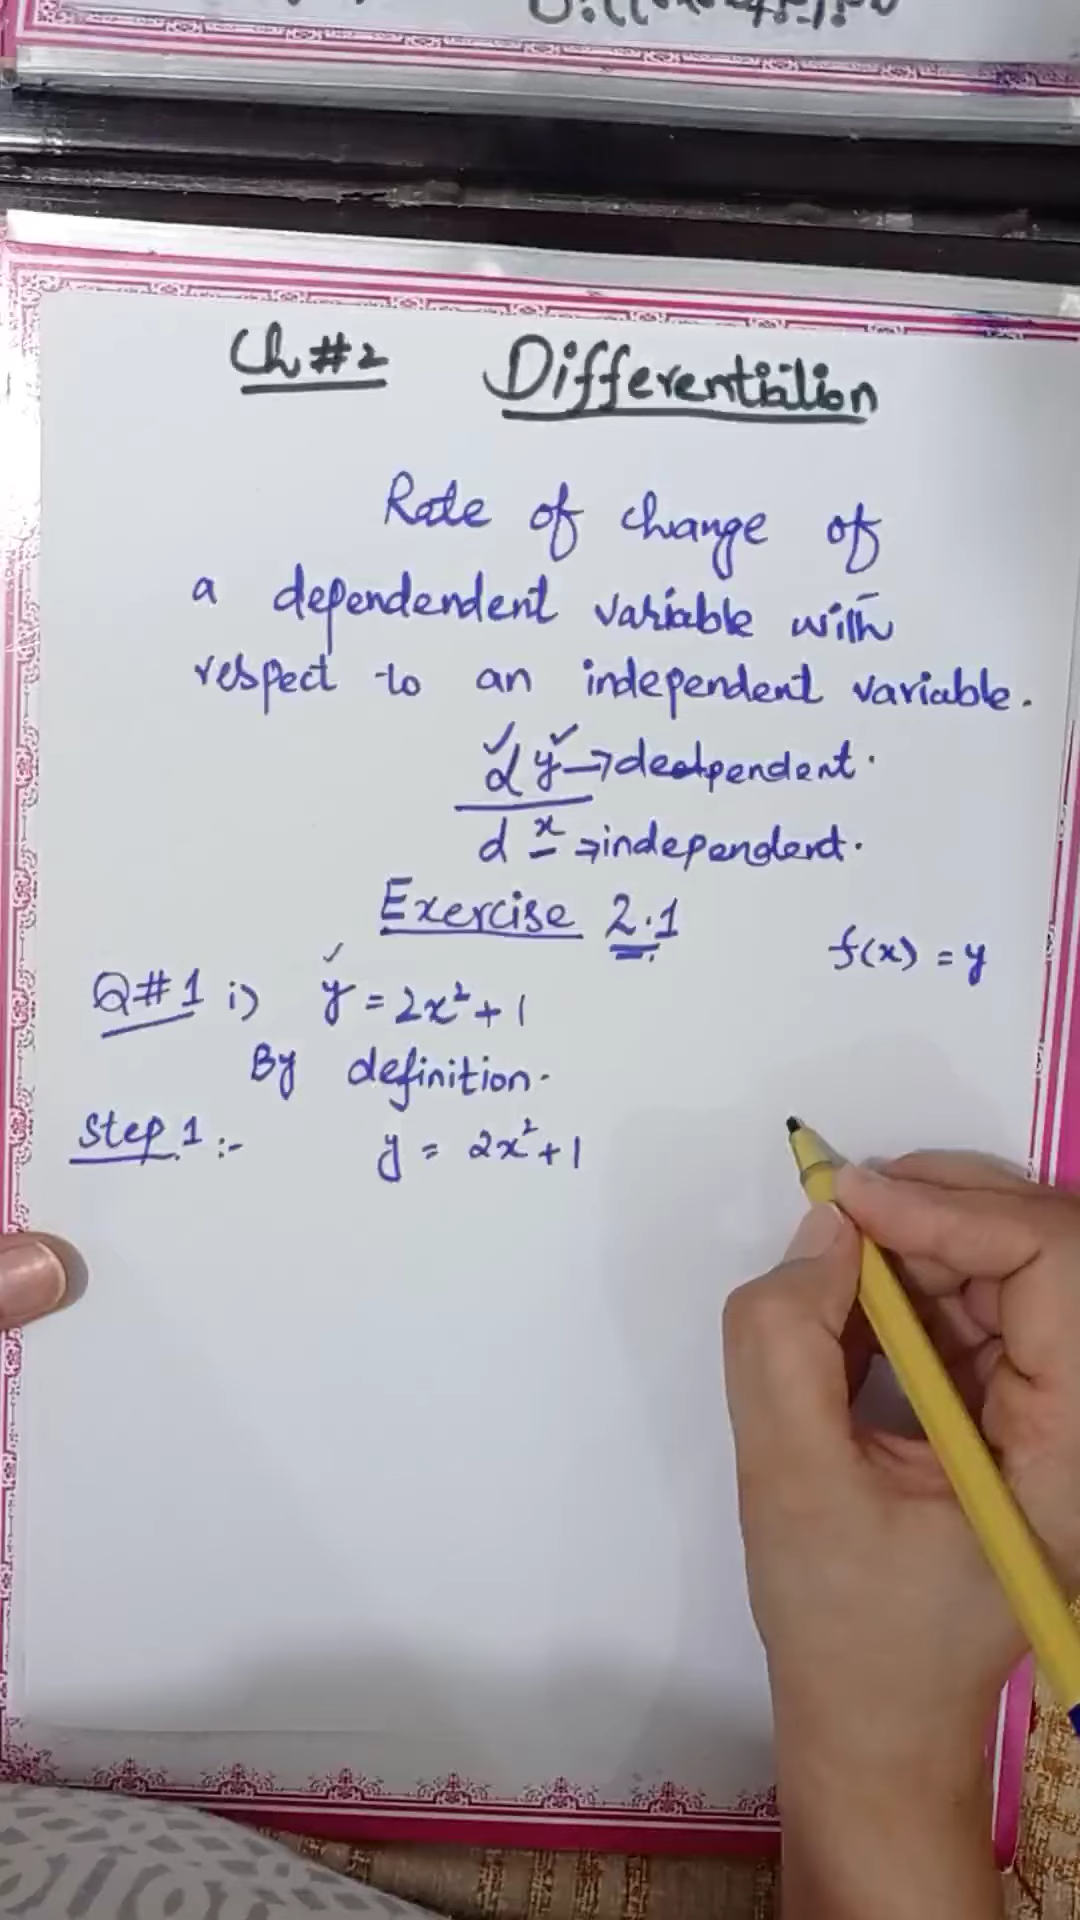 Ch #2 Differentiation
Rate of change of
a dependendent variable with
respect to an independent variable.
dy → dependent.
dx → independent.
Exercise 2.1
f(x) = y
Q#1 i) y = 2x² + 1
By definition.
Step 1 :- y = 2x² + 1